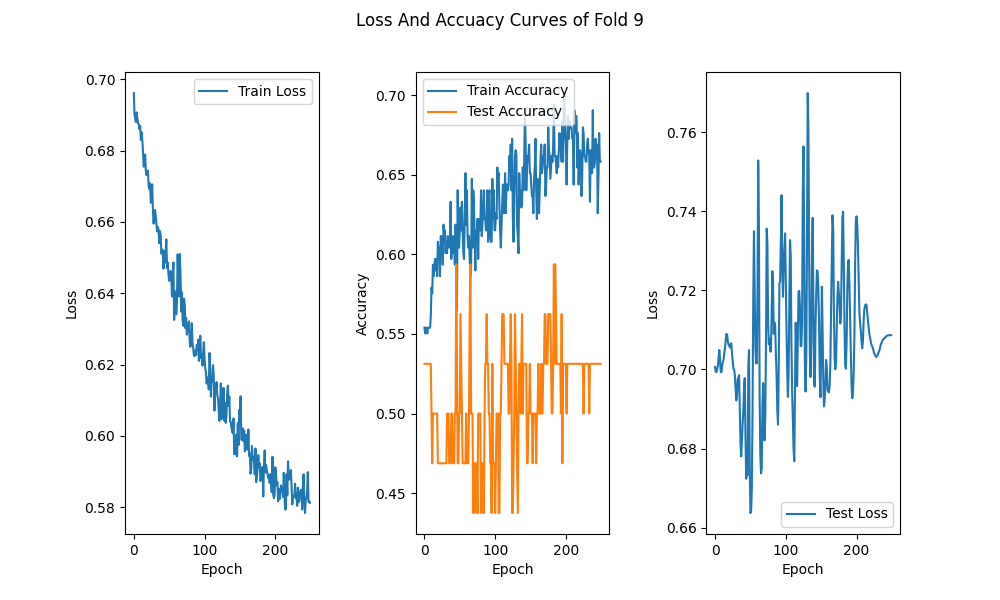 Loss And Accuacy Curves of Fold 9
0.70
0.68
0.66
0.64
0.62
0.60
0.58
Loss
0
100
200
Epoch
Train Loss
0.70
0.65
0.60
0.55
0.50
0.45
Accuracy
0
100
200
Epoch
Train Accuracy
Test Accuracy
0.76
0.74
0.72
0.70
0.68
0.66
Loss
0
100
200
Epoch
Test Loss